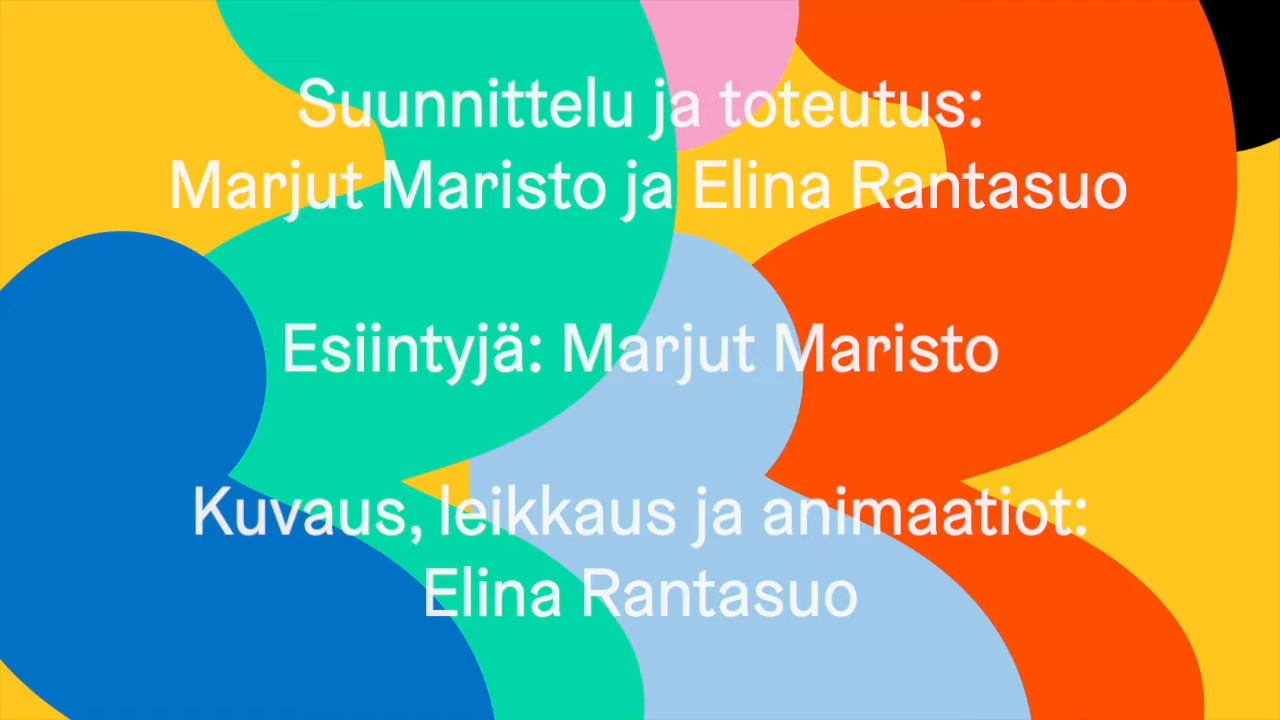 Suunnittelu ja toteutus:
Marjut Maristo ja Elina Rantasuo
Esiintyjä: Marjut Maristo
Kuvaus, leikkaus ja animaatiot:
Elina Rantasuo